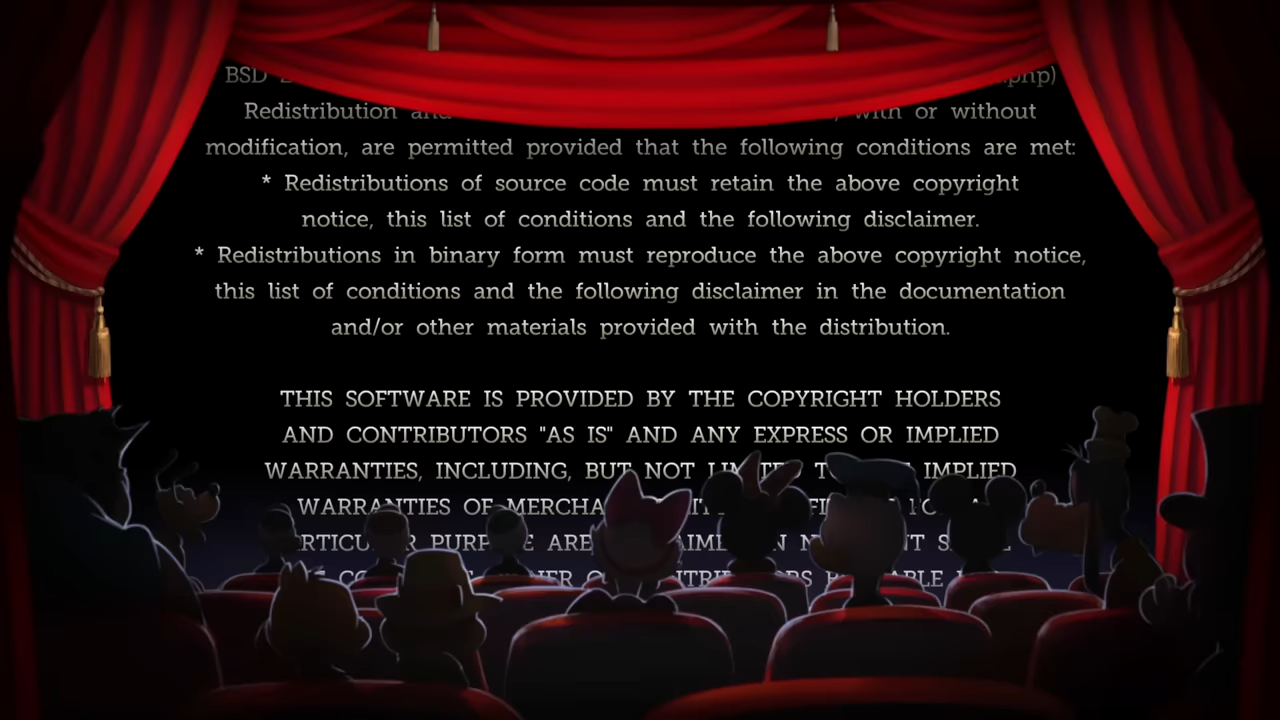 BSD php)
Redistribution and , with or without
modification, are permitted provided that the following conditions are met:
* Redistributions of source code must retain the above copyright
notice, this list of conditions and the following disclaimer.
* Redistributions in binary form must reproduce the above copyright notice,
this list of conditions and the following disclaimer in the documentation
and/or other materials provided with the distribution.
THIS SOFTWARE IS PROVIDED BY THE COPYRIGHT HOLDERS
AND CONTRIBUTORS "AS IS" AND ANY EXPRESS OR IMPLIED
WARRANTIES, INCLUDING, BUT NOT IMPLIED
WARRANTIES OF
ARE